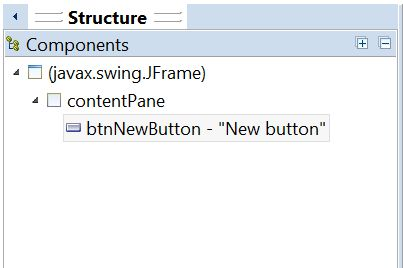 Structure
Components
(javax.swing.JFrame)
contentPane
btnNewButton - "New button"